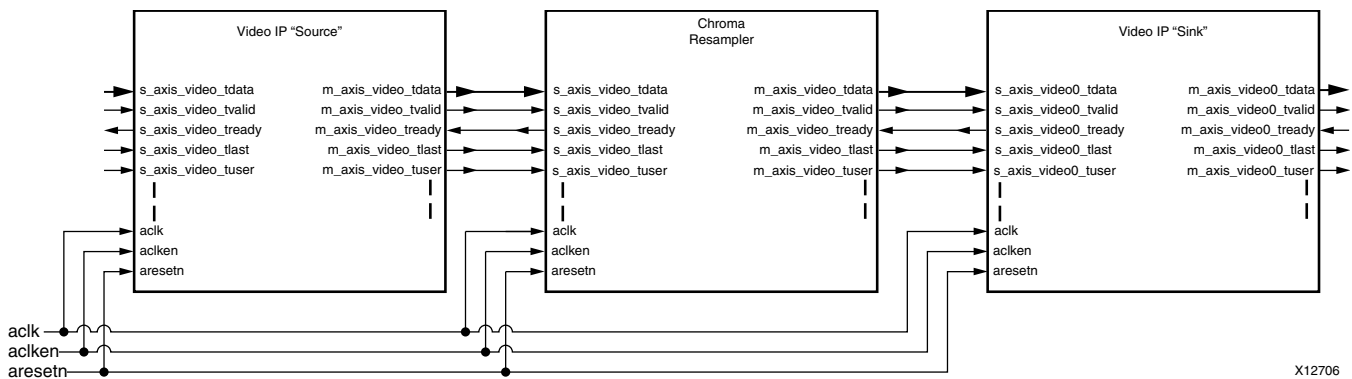 Video IP “Source”
s_axis_video_tdata
s_axis_video_tvalid
s_axis_video_tready
s_axis_video_tlast
s_axis_video_tuser
m_axis_video_tdata
m_axis_video_tvalid
m_axis_video_tready
m_axis_video_tlast
m_axis_video_tuser
aclk
aclken
aresetn
Chroma
Resampler
s_axis_video_tdata
s_axis_video_tvalid
s_axis_video_tready
s_axis_video_tlast
s_axis_video_tuser
m_axis_video_tdata
m_axis_video_tvalid
m_axis_video_tready
m_axis_video_tlast
m_axis_video_tuser
aclk
aclken
aresetn
Video IP “Sink”
s_axis_video0_tdata
s_axis_video0_tvalid
s_axis_video0_tready
s_axis_video0_tlast
s_axis_video0_tuser
m_axis_video0_tdata
m_axis_video0_tvalid
m_axis_video0_tready
m_axis_video0_tlast
m_axis_video0_tuser
aclk
aclken
aresetn
aclk
aclken
aresetn
X12706